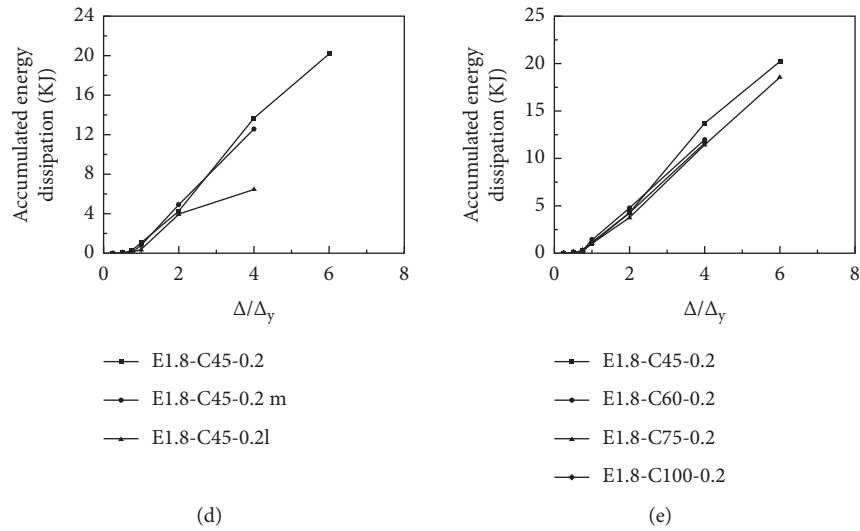 Accumulated energy
dissipation (KJ)
24
20
16
12
8
4
0
0 2 4 6 8
Δ/Δy
E1.8-C45-0.2
E1.8-C45-0.2 m
E1.8-C45-0.2l
(d)
Accumulated energy
dissipation (KJ)
25
20
15
10
5
0
0 2 4 6 8
Δ/Δy
E1.8-C45-0.2
E1.8-C60-0.2
E1.8-C75-0.2
E1.8-C100-0.2
(e)